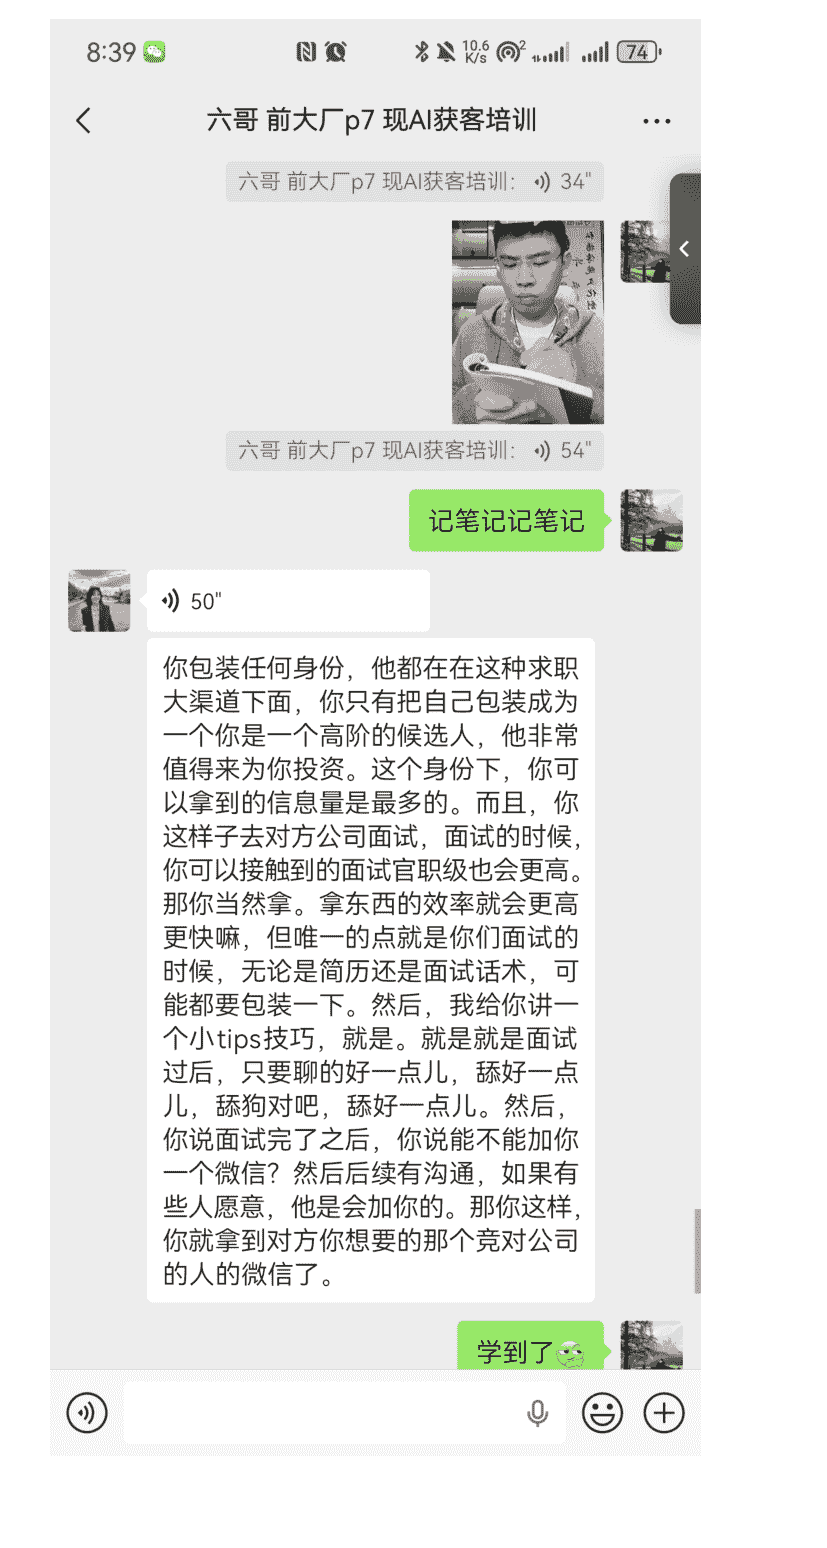 8:39
10.6
K/s
2
74
六哥 前大厂p7 现AI获客培训
六哥 前大厂p7 现AI获客培训: 34"
六哥 前大厂p7 现AI获客培训: 54"
记笔记记笔记
50"
你包装任何身份，他都在在这种求职
大渠道下面，你只有把自己包装成为
一个你是一个高阶的候选人，他非常
值得来为你投资。这个身份下，你可
以拿到的信息量是最多的。而且，你
这样子去对方公司面试，面试的时候，
你可以接触到的面试官职级也会更高。
那你当然拿。拿东西的效率就会更高
更快嘛，但唯一的点就是你们面试的
时候，无论是简历还是面试话术，可
能都要包装一下。然后，我给你讲一
个小tips技巧，就是。就是就是面试
过后，只要聊的好一点儿，舔好一点
儿，舔狗对吧，舔好一点儿。然后，
你说面试完了之后，你说能不能加你
一个微信？然后后续有沟通，如果有
些人愿意，他是会加你的。那你这样，
你就拿到对方你想要的那个竞对公司
的人的微信了。
学到了